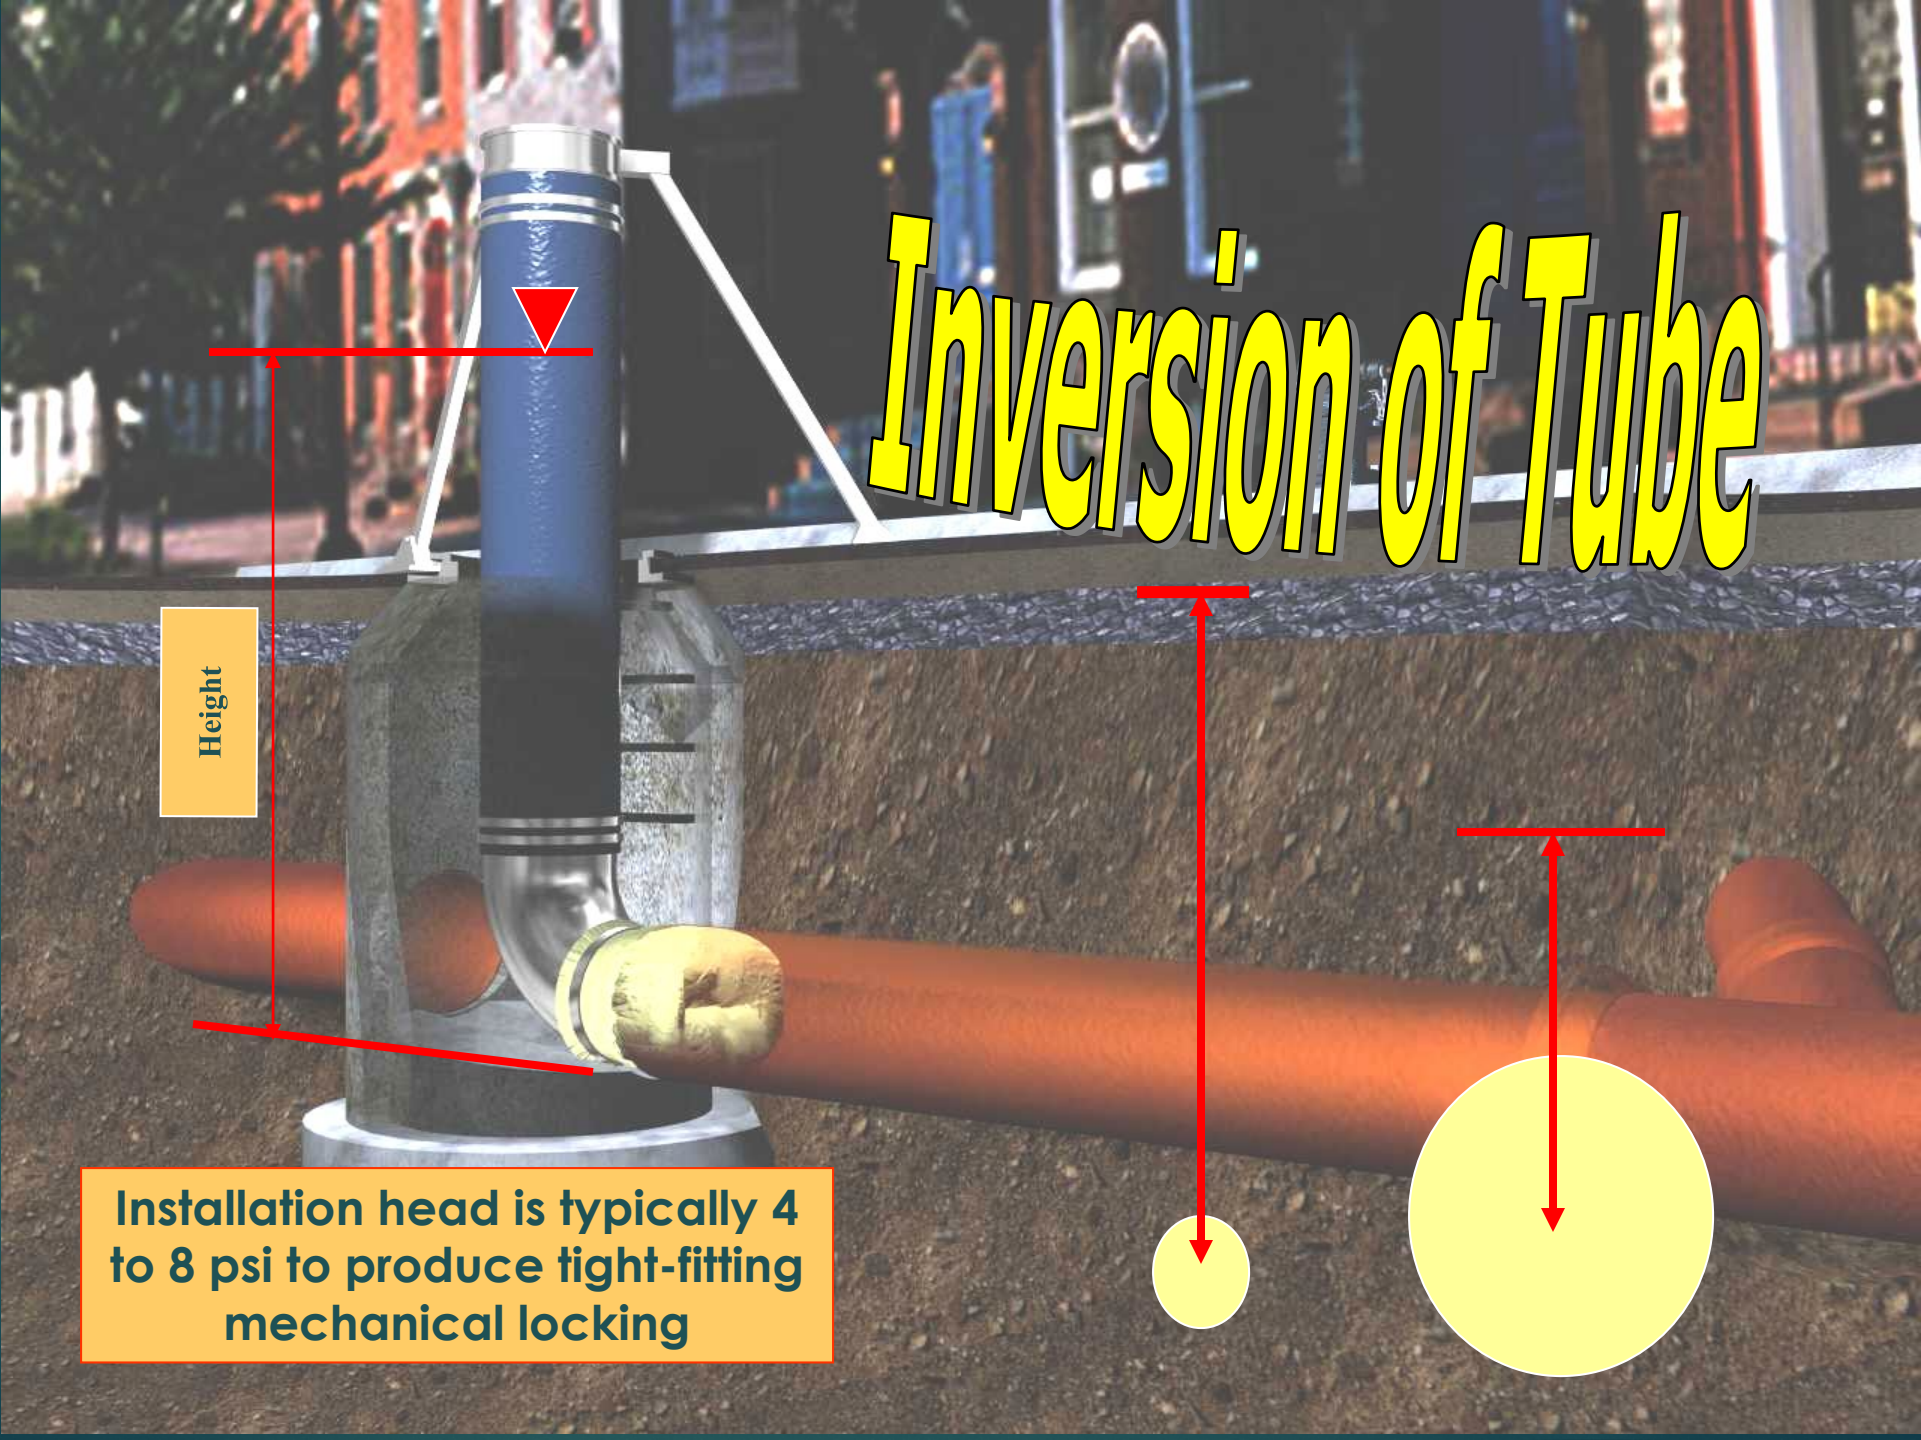 Inversion of Tube
Height
Installation head is typically 4
to 8 psi to produce tight-fitting
mechanical locking